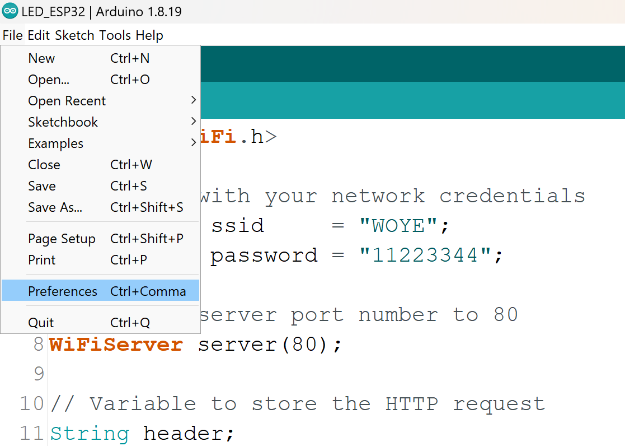 LED_ESP32 | Arduino 1.8.19
File Edit Sketch Tools Help
New Ctrl+N
Open... Ctrl+O
Open Recent >
Sketchbook >
Examples >
Close Ctrl+W
Save Ctrl+S
Save As... Ctrl+Shift+S
Page Setup Ctrl+Shift+P
Print Ctrl+P
Preferences Ctrl+Comma
Quit Ctrl+Q
iFi.h>
with your network credentials
ssid = "WOYE";
password = "11223344";
server port number to 80
8 WiFiServer server(80);
9
10 // Variable to store the HTTP request
11 String header;